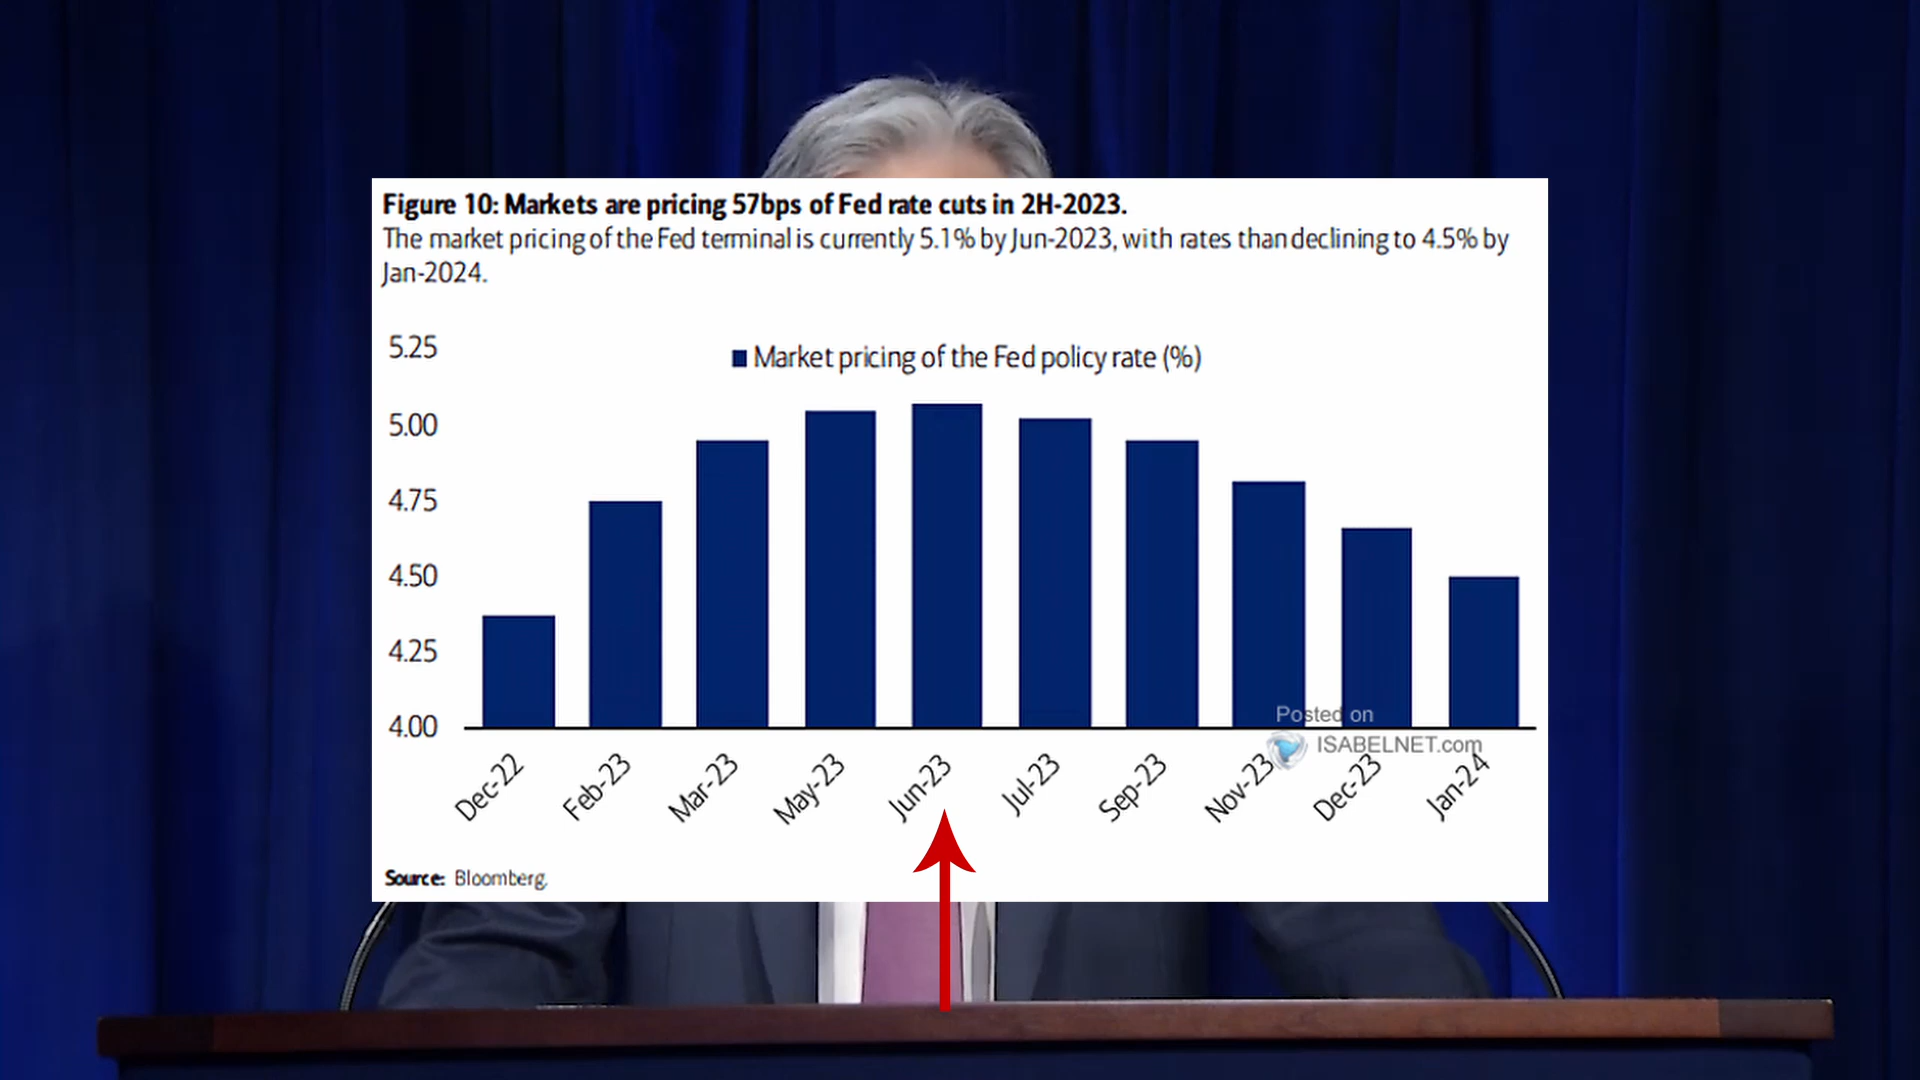 Figure 10: Markets are pricing 57bps of Fed rate cuts in 2H-2023.
The market pricing of the Fed terminal is currently 5.1% by Jun-2023, with rates than declining to 4.5% by
Jan-2024.
5.25
Market pricing of the Fed policy rate (%)
5.00
4.75
4.50
4.25
4.00
Posted on
ISABELNET.com
Dec-22
Feb-23
Mar-23
May-23
Jun-23
Jul-23
Sep-23
Nov-23
Dec-23
Jan-24
Source: Bloomberg.